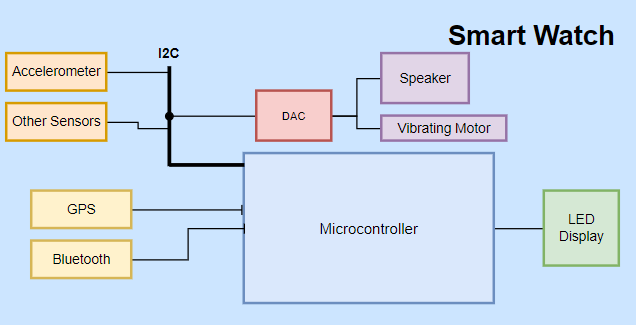 Smart Watch
I2C
Accelerometer
Speaker
Other Sensors
DAC
Vibrating Motor
GPS
Microcontroller
LED
Display
Bluetooth